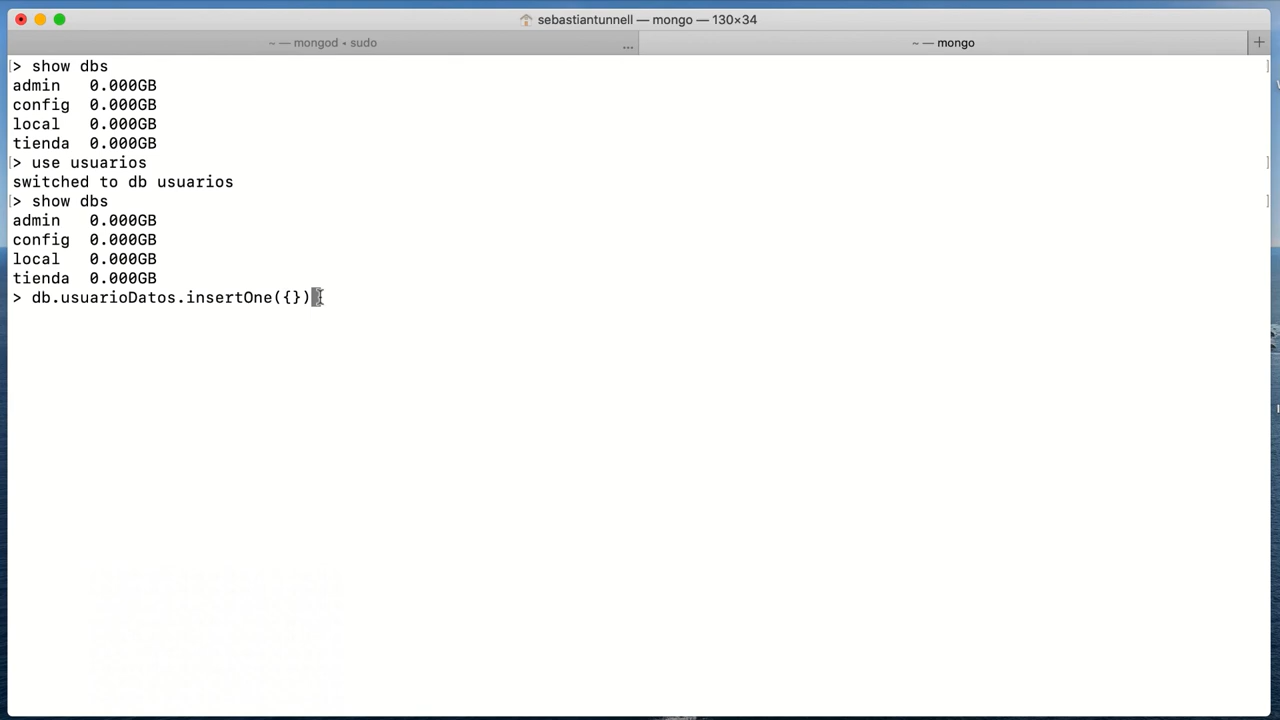 sebastiantunnell — mongo — 130×34
~ — mongod ◂ sudo ... ~ — mongo +
[> show dbs ]
admin 0.000GB
config 0.000GB
local 0.000GB
tienda 0.000GB
[> use usuarios ]
switched to db usuarios
[> show dbs ]
admin 0.000GB
config 0.000GB
local 0.000GB
tienda 0.000GB
> db.usuarioDatos.insertOne({})